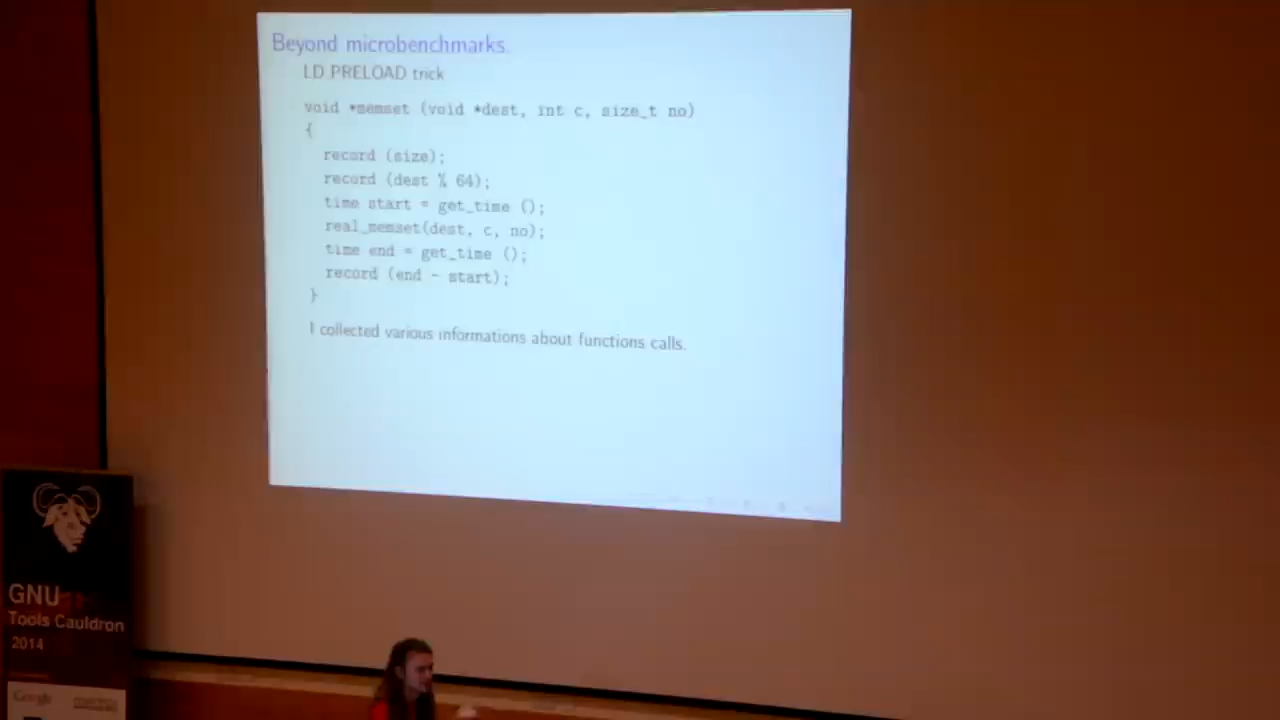 Beyond microbenchmarks.
LD PRELOAD trick
void *memset (void *dest, int c, size_t no)
{
record (size);
record (dest % 64);
time start = get_time ();
real_memset(dest, c, no);
time end = get_time ();
record (end - start);
}
I collected various informations about functions calls.
GNU
Tools Cauldron
2014
Google